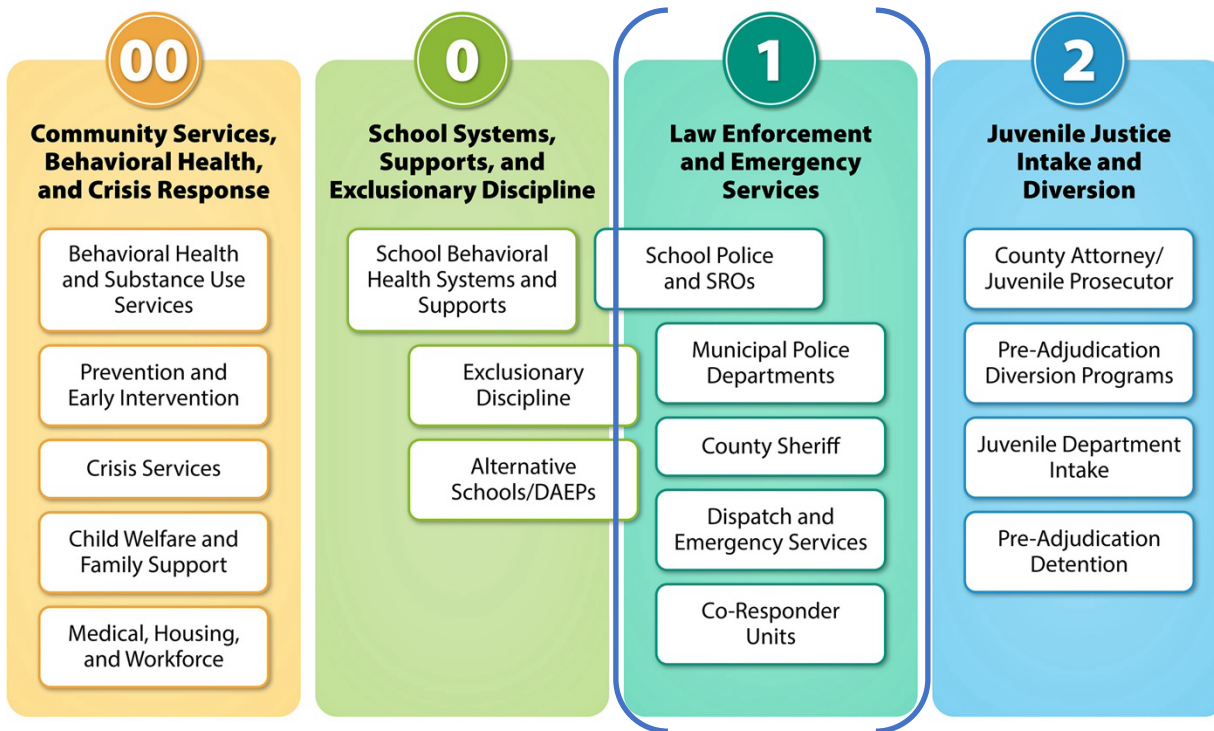 00
Community Services,
Behavioral Health,
and Crisis Response
Behavioral Health
and Substance Use
Services
Prevention and
Early Intervention
Crisis Services
Child Welfare and
Family Support
Medical, Housing,
and Workforce
0
School Systems,
Supports, and
Exclusionary Discipline
School Behavioral
Health Systems and
Supports
Exclusionary
Discipline
Alternative
Schools/DAEPs
1
Law Enforcement
and Emergency
Services
School Police
and SROs
Municipal Police
Departments
County Sheriff
Dispatch and
Emergency Services
Co-Responder
Units
2
Juvenile Justice
Intake and
Diversion
County Attorney/
Juvenile Prosecutor
Pre-Adjudication
Diversion Programs
Juvenile Department
Intake
Pre-Adjudication
Detention